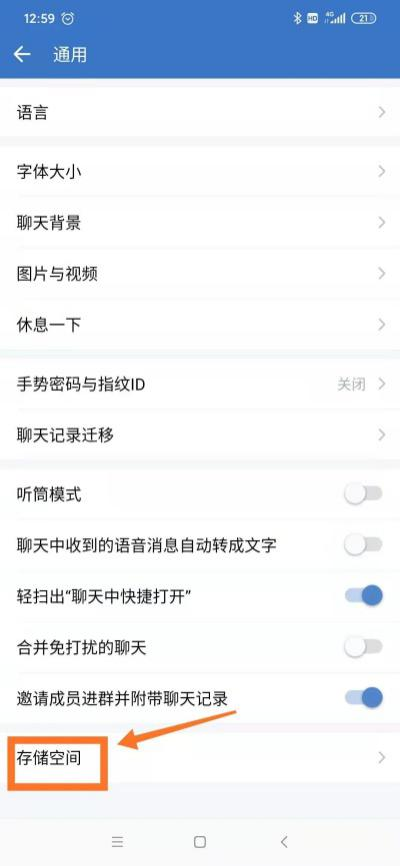 12:59 HD 4G 21
通用
语言
字体大小
聊天背景
图片与视频
休息一下
手势密码与指纹ID 关闭
聊天记录迁移
听筒模式
聊天中收到的语音消息自动转成文字
轻扫出“聊天中快捷打开”
合并免打扰的聊天
邀请成员进群并附带聊天记录
存储空间